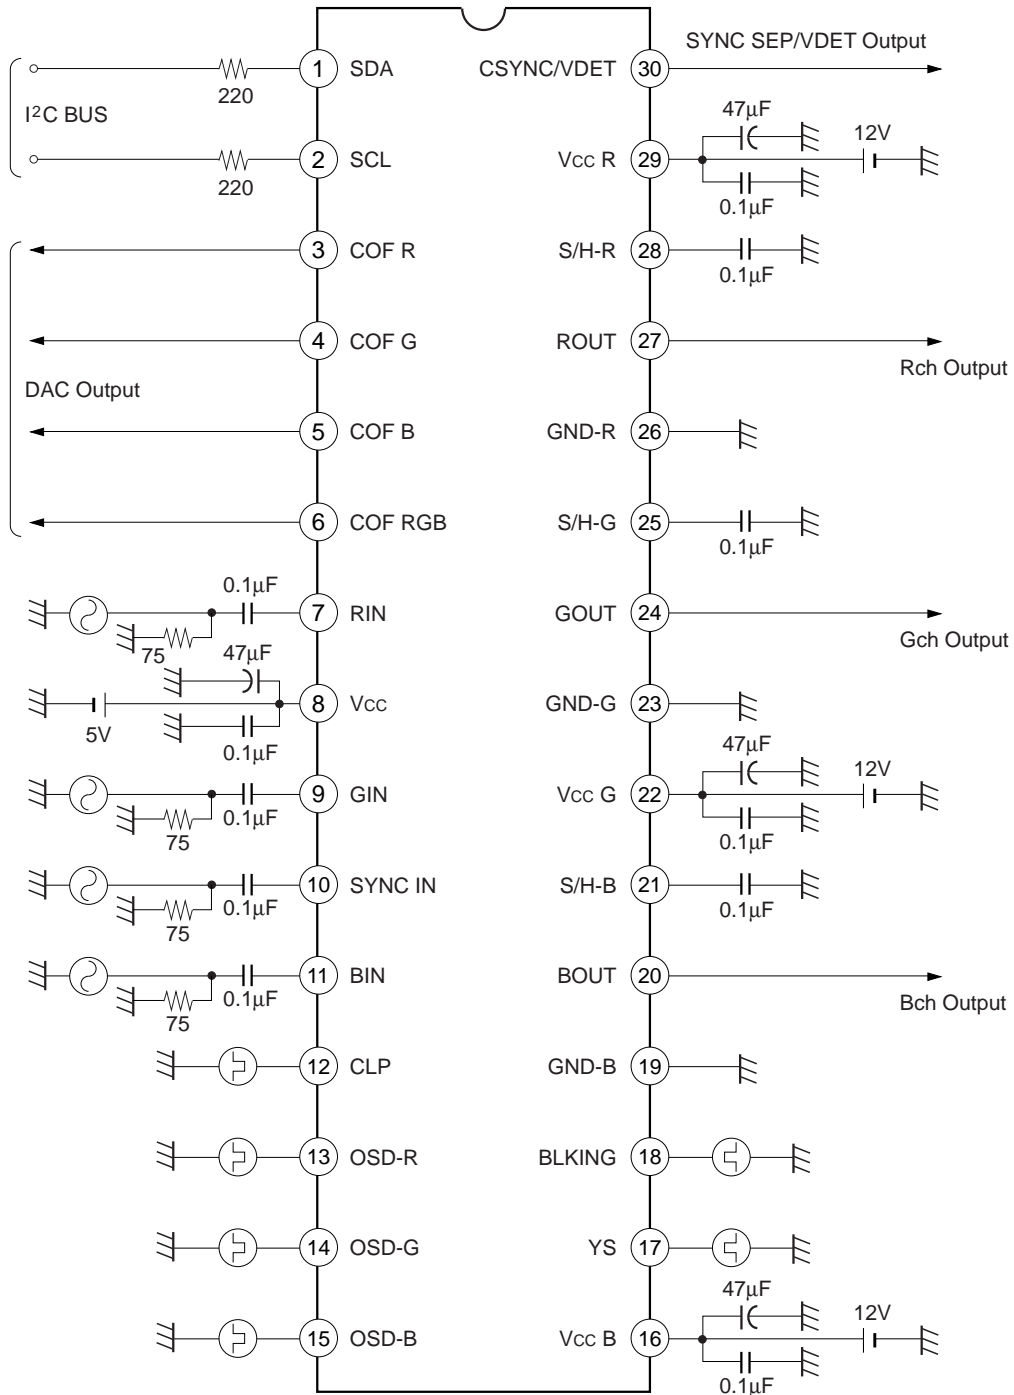 SYNC SEP/VDET Output
1 SDA CSYNC/VDET 30
220
I²C BUS
47µF
12V
2 SCL VCC R 29
220
0.1µF
3 COF R S/H-R 28
0.1µF
4 COF G ROUT 27
Rch Output
DAC Output
5 COF B GND-R 26
6 COF RGB S/H-G 25
0.1µF
0.1µF
7 RIN GOUT 24
Gch Output
75
47µF
8 VCC GND-G 23
5V
0.1µF
47µF
12V
9 GIN VCC G 22
0.1µF
75
0.1µF
10 SYNC IN S/H-B 21
0.1µF
75
0.1µF
11 BIN BOUT 20
0.1µF
75
Bch Output
12 CLP GND-B 19
13 OSD-R BLKING 18
14 OSD-G YS 17
47µF
12V
15 OSD-B VCC B 16
0.1µF